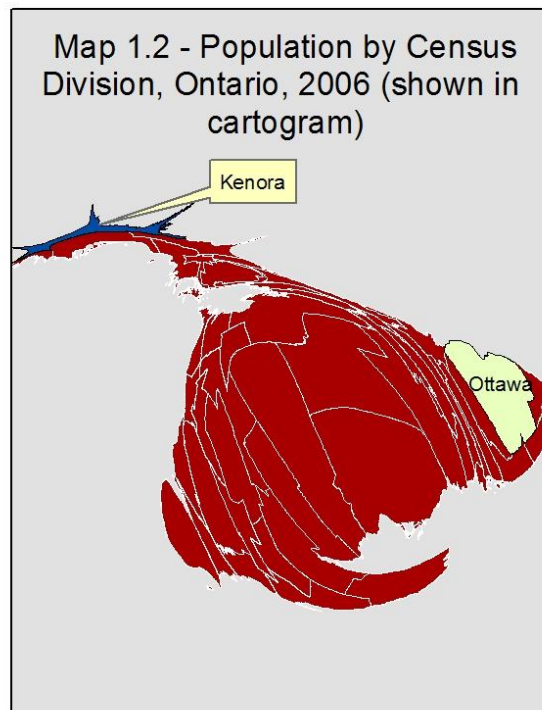 Map 1.2 - Population by Census
Division, Ontario, 2006 (shown in
cartogram)
Kenora
Ottawa